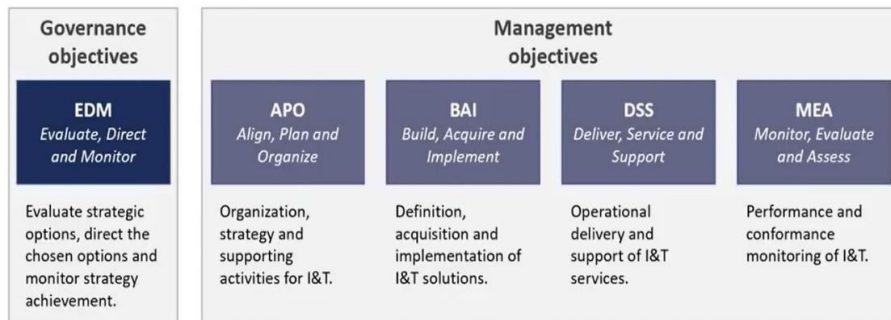 Governance
objectives
EDM
Evaluate, Direct
and Monitor
Evaluate strategic
options, direct the
chosen options and
monitor strategy
achievement.
Management
objectives
APO
Align, Plan and
Organize
Organization,
strategy and
supporting
activities for I&T.
BAI
Build, Acquire and
Implement
Definition,
acquisition and
implementation of
I&T solutions.
DSS
Deliver, Service and
Support
Operational
delivery and
support of I&T
services.
MEA
Monitor, Evaluate
and Assess
Performance and
conformance
monitoring of I&T.